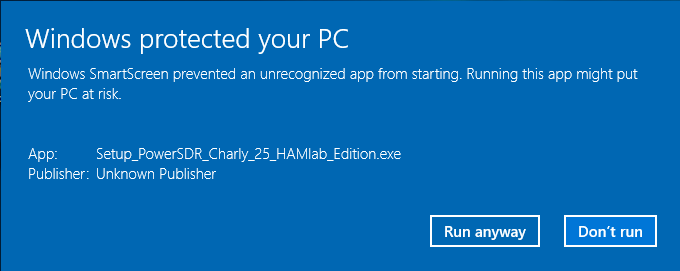 Windows protected your PC
Windows SmartScreen prevented an unrecognized app from starting. Running this app might put
your PC at risk.
App: Setup_PowerSDR_Charly_25_HAMlab_Edition.exe
Publisher: Unknown Publisher
Run anyway Don't run